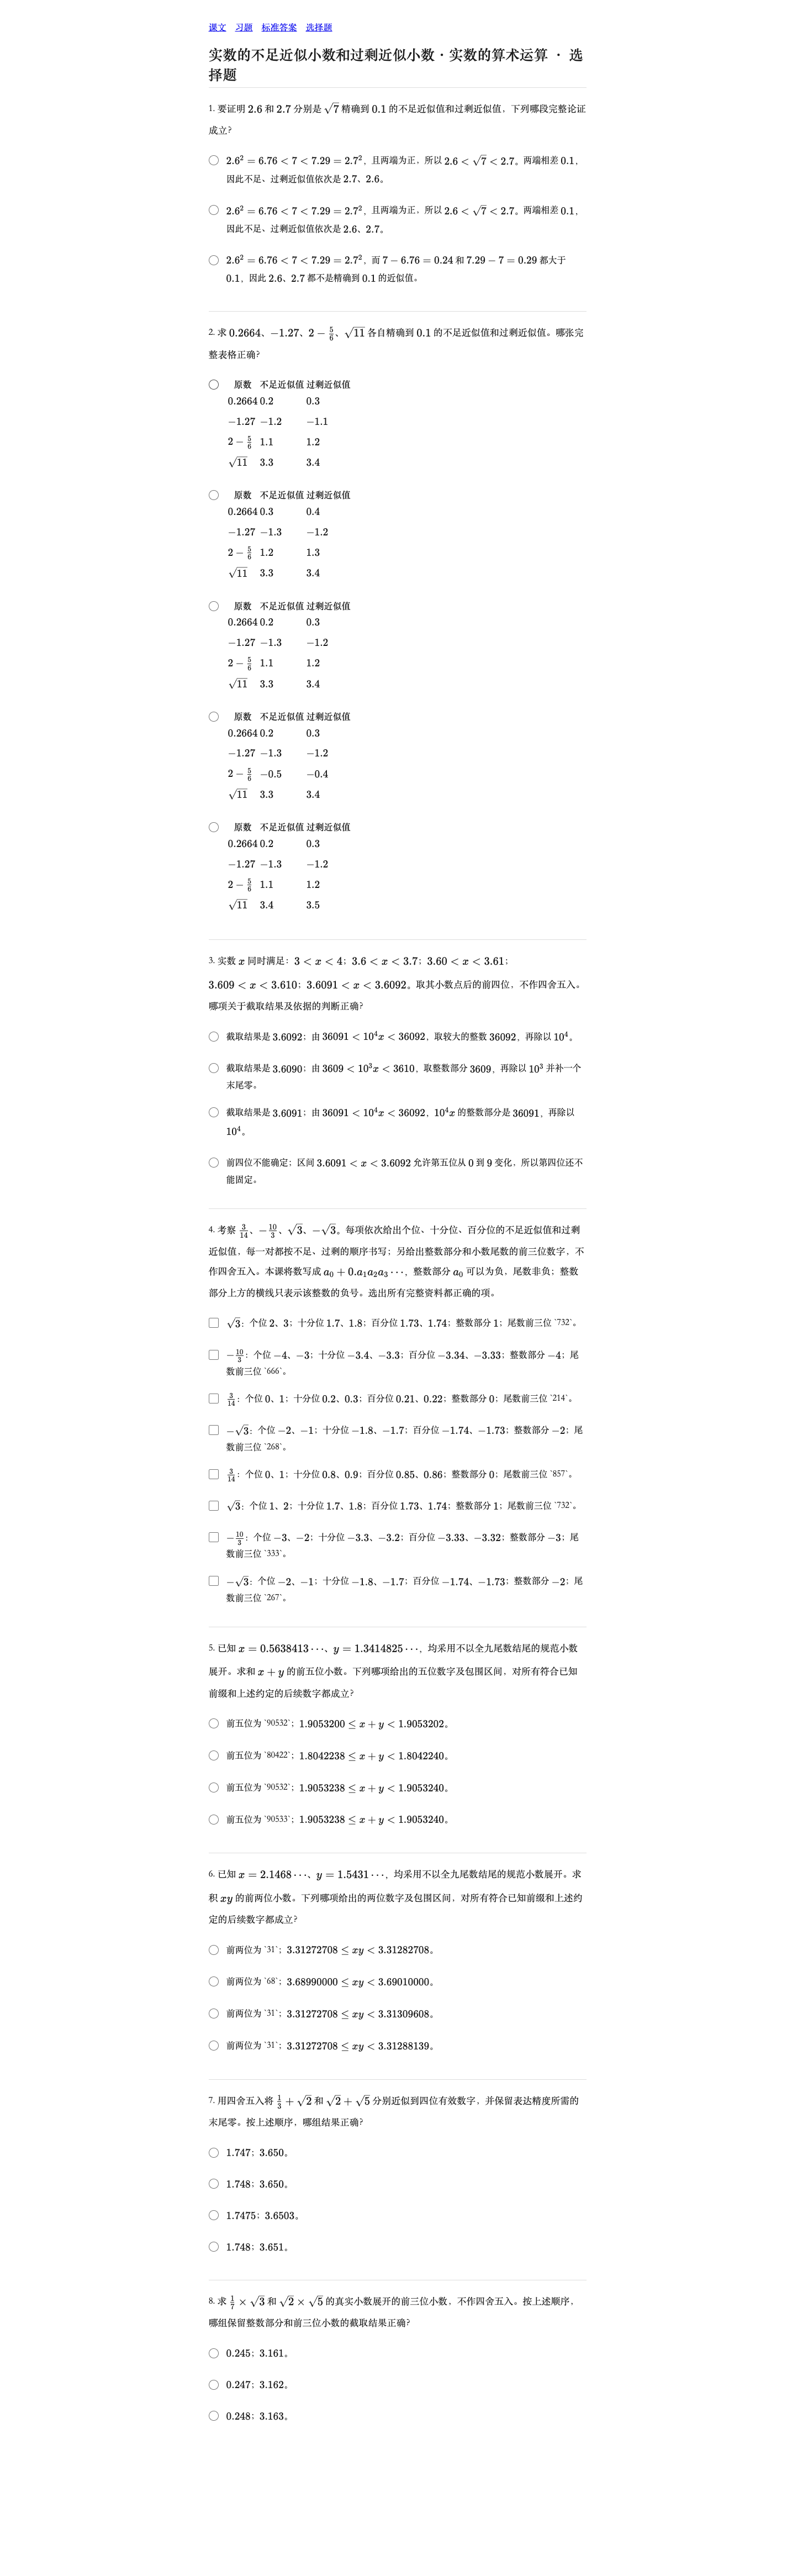 课文 习题 标准答案 选择题
实数的不足近似小数和过剩近似小数 · 实数的算术运算 · 选
择题
1. 要证明 2.6 和 2.7 分别是 √7 精确到 0.1 的不足近似值和过剩近似值，下列哪段完整论证
成立？
2.6² = 6.76 < 7 < 7.29 = 2.7²，且两端为正，所以 2.6 < √7 < 2.7。两端相差 0.1，
因此不足、过剩近似值依次是 2.7、2.6。
2.6² = 6.76 < 7 < 7.29 = 2.7²，且两端为正，所以 2.6 < √7 < 2.7。两端相差 0.1，
因此不足、过剩近似值依次是 2.6、2.7。
2.6² = 6.76 < 7 < 7.29 = 2.7²，而 7 − 6.76 = 0.24 和 7.29 − 7 = 0.29 都大于
0.1，因此 2.6、2.7 都不是精确到 0.1 的近似值。
2. 求 0.2664、−1.27、2 − 5/6、√11 各自精确到 0.1 的不足近似值和过剩近似值。哪张完
整表格正确？
原数 不足近似值 过剩近似值
0.2664 0.2 0.3
−1.27 −1.2 −1.1
2 − 5/6 1.1 1.2
√11 3.3 3.4
原数 不足近似值 过剩近似值
0.2664 0.3 0.4
−1.27 −1.3 −1.2
2 − 5/6 1.2 1.3
√11 3.3 3.4
原数 不足近似值 过剩近似值
0.2664 0.2 0.3
−1.27 −1.3 −1.2
2 − 5/6 1.1 1.2
√11 3.3 3.4
原数 不足近似值 过剩近似值
0.2664 0.2 0.3
−1.27 −1.3 −1.2
2 − 5/6 −0.5 −0.4
√11 3.3 3.4
原数 不足近似值 过剩近似值
0.2664 0.2 0.3
−1.27 −1.3 −1.2
2 − 5/6 1.1 1.2
√11 3.4 3.5
3. 实数 x 同时满足：3 < x < 4；3.6 < x < 3.7；3.60 < x < 3.61；
3.609 < x < 3.610；3.6091 < x < 3.6092。取其小数点后的前四位，不作四舍五入。
哪项关于截取结果及依据的判断正确？
截取结果是 3.6092；由 36091 < 10⁴x < 36092，取较大的整数 36092，再除以 10⁴。
截取结果是 3.6090；由 3609 < 10³x < 3610，取整数部分 3609，再除以 10³ 并补一个
末尾零。
截取结果是 3.6091；由 36091 < 10⁴x < 36092，10⁴x 的整数部分是 36091，再除以
10⁴。
前四位不能确定；区间 3.6091 < x < 3.6092 允许第五位从 0 到 9 变化，所以第四位还不
能固定。
4. 考察 3/14、−10/3、√3、−√3。每项依次给出个位、十分位、百分位的不足近似值和过剩
近似值，每一对都按不足、过剩的顺序书写；另给出整数部分和小数尾数的前三位数字，不
作四舍五入。本课将数写成 a₀ + 0.a₁a₂a₃⋯，整数部分 a₀ 可以为负，尾数非负；整数
部分上方的横线只表示该整数的负号。选出所有完整资料都正确的项。
√3：个位 2、3；十分位 1.7、1.8；百分位 1.73、1.74；整数部分 1；尾数前三位 `732`。
−10/3：个位 −4、−3；十分位 −3.4、−3.3；百分位 −3.34、−3.33；整数部分 −4；尾
数前三位 `666`。
3/14：个位 0、1；十分位 0.2、0.3；百分位 0.21、0.22；整数部分 0；尾数前三位 `214`。
−√3：个位 −2、−1；十分位 −1.8、−1.7；百分位 −1.74、−1.73；整数部分 −2；尾
数前三位 `268`。
3/14：个位 0、1；十分位 0.8、0.9；百分位 0.85、0.86；整数部分 0；尾数前三位 `857`。
√3：个位 1、2；十分位 1.7、1.8；百分位 1.73、1.74；整数部分 1；尾数前三位 `732`。
−10/3：个位 −3、−2；十分位 −3.3、−3.2；百分位 −3.33、−3.32；整数部分 −3；尾
数前三位 `333`。
−√3：个位 −2、−1；十分位 −1.8、−1.7；百分位 −1.74、−1.73；整数部分 −2；尾
数前三位 `267`。
5. 已知 x = 0.5638413⋯、y = 1.3414825⋯，均采用不以全九尾数结尾的规范小数
展开。求和 x + y 的前五位小数。下列哪项给出的五位数字及包围区间，对所有符合已知
前缀和上述约定的后续数字都成立？
前五位为 `90532`；1.9053200 ≤ x + y < 1.9053202。
前五位为 `80422`；1.8042238 ≤ x + y < 1.8042240。
前五位为 `90532`；1.9053238 ≤ x + y < 1.9053240。
前五位为 `90533`；1.9053238 ≤ x + y < 1.9053240。
6. 已知 x = 2.1468⋯、y = 1.5431⋯，均采用不以全九尾数结尾的规范小数展开。求
积 xy 的前两位小数。下列哪项给出的两位数字及包围区间，对所有符合已知前缀和上述约
定的后续数字都成立？
前两位为 `31`；3.31272708 ≤ xy < 3.31282708。
前两位为 `68`；3.68990000 ≤ xy < 3.69010000。
前两位为 `31`；3.31272708 ≤ xy < 3.31309608。
前两位为 `31`；3.31272708 ≤ xy < 3.31288139。
7. 用四舍五入将 1/3 + √2 和 √2 + √5 分别近似到四位有效数字，并保留表达精度所需的
末尾零。按上述顺序，哪组结果正确？
1.747；3.650。
1.748；3.650。
1.7475；3.6503。
1.748；3.651。
8. 求 1/7 × √3 和 √2 × √5 的真实小数展开的前三位小数，不作四舍五入。按上述顺序，
哪组保留整数部分和前三位小数的截取结果正确？
0.245；3.161。
0.247；3.162。
0.248；3.163。